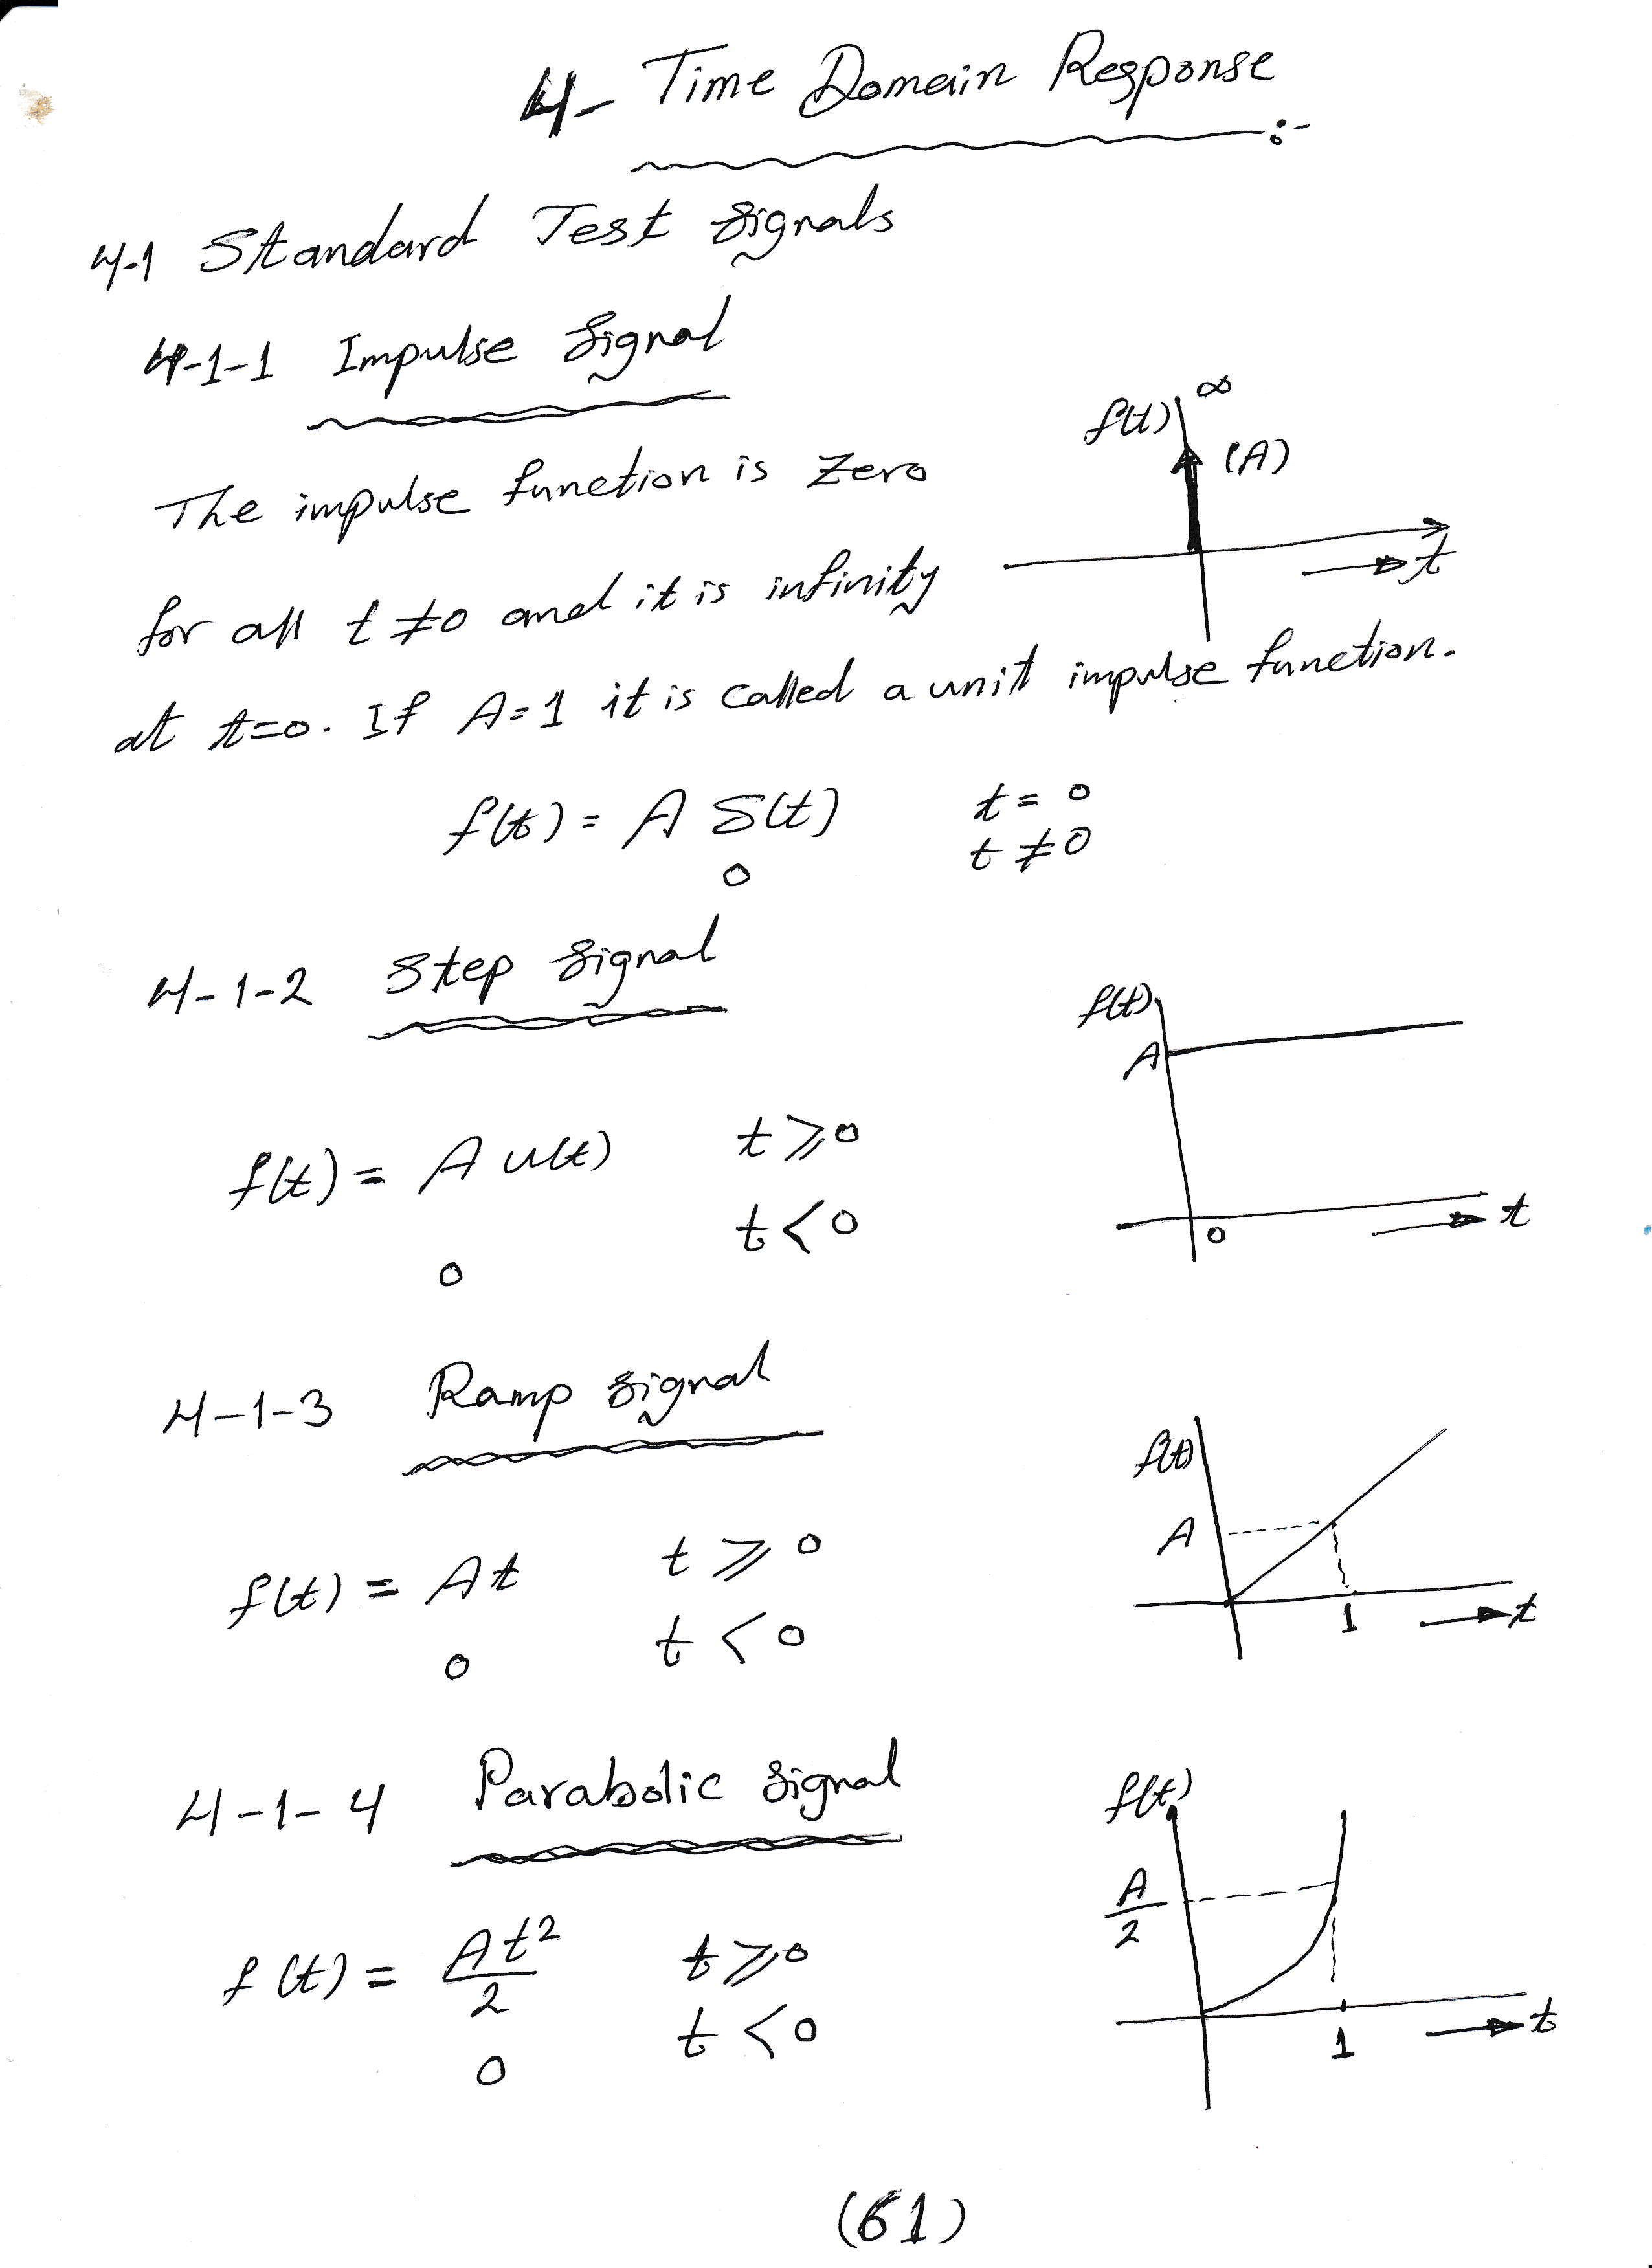 4- Time Domain Response :-
4-1 Standard Test Signals
4-1-1 Impulse Signal
f(t) ∞
(A)
The impulse function is Zero
t
for all t ≠ 0 and it is infinity
at t=0. If A=1 it is called a unit impulse function.
f(t) = A δ(t) t = 0
0 t ≠ 0
4-1-2 Step Signal
f(t)
A
f(t) = A u(t) t ⩾ 0
0 t < 0
0 t
4-1-3 Ramp Signal
f(t)
A
f(t) = At t ⩾ 0
0 t < 0
1 t
4-1-4 Parabolic Signal
f(t)
A/2
f(t) = At²/2 t ⩾ 0
0 t < 0
1 t
(61)